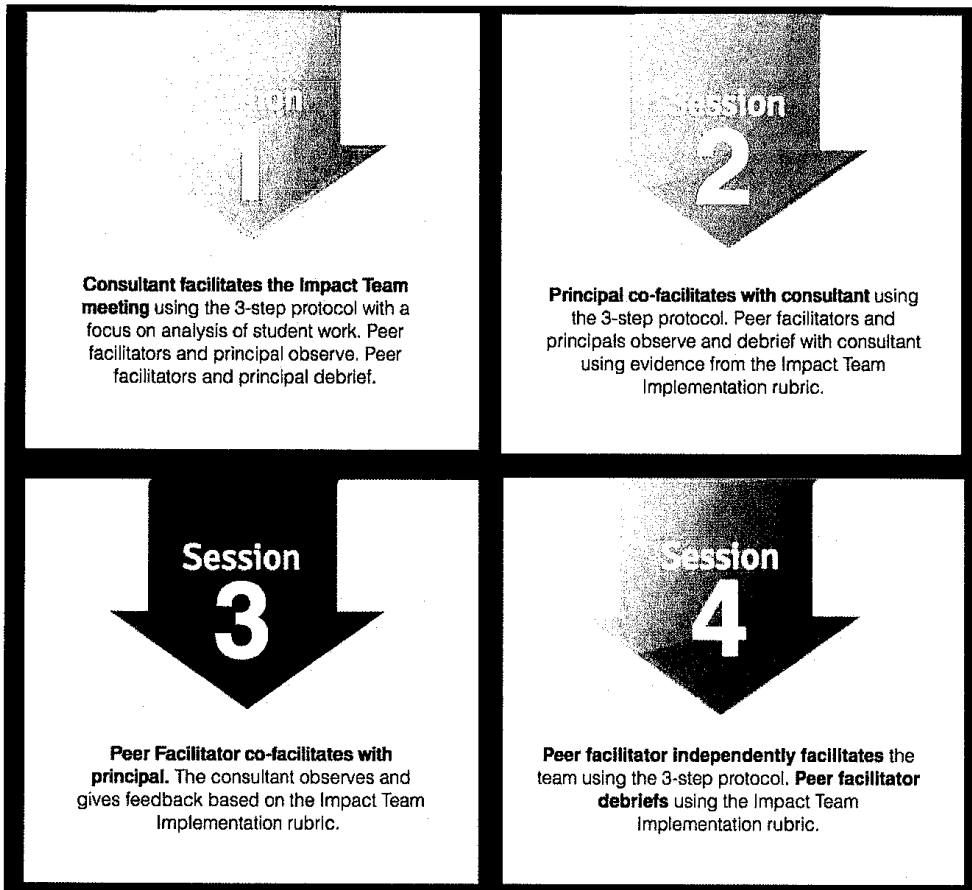 1
Consultant facilitates the Impact Team
meeting using the 3-step protocol with a
focus on analysis of student work. Peer
facilitators and principal observe. Peer
facilitators and principal debrief.
Session
2
Principal co-facilitates with consultant using
the 3-step protocol. Peer facilitators and
principals observe and debrief with consultant
using evidence from the Impact Team
Implementation rubric.
Session
3
Peer Facilitator co-facilitates with
principal. The consultant observes and
gives feedback based on the Impact Team
Implementation rubric.
Session
4
Peer facilitator independently facilitates the
team using the 3-step protocol. Peer facilitator
debriefs using the Impact Team
Implementation rubric.